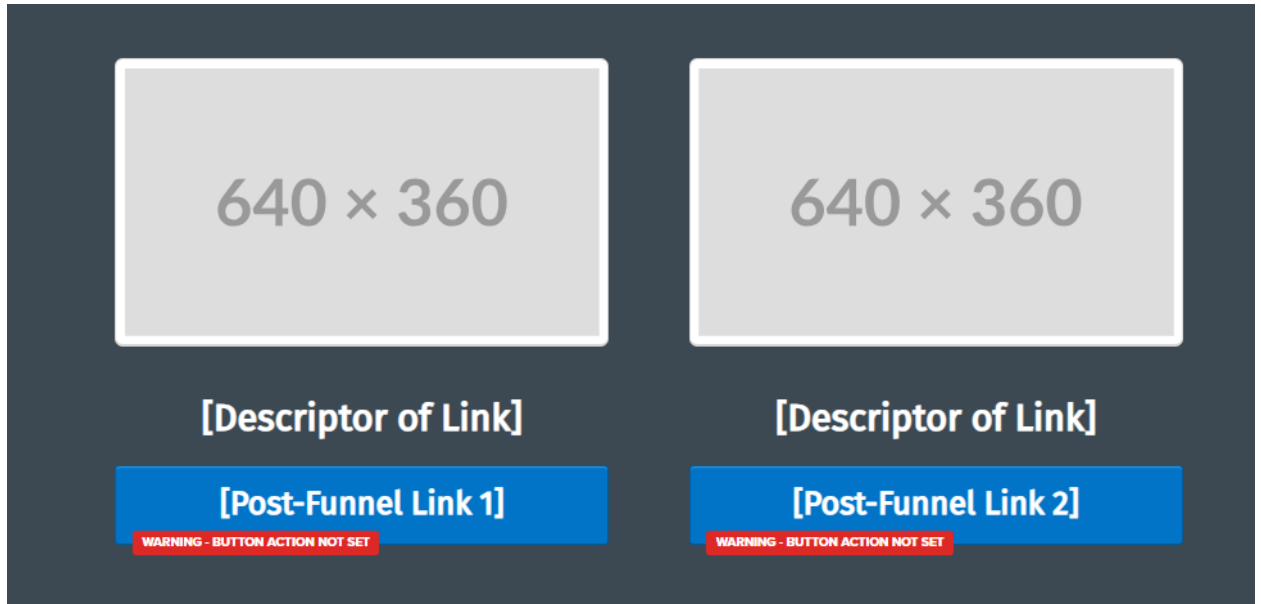 640 × 360
640 × 360
[Descriptor of Link]
[Descriptor of Link]
[Post-Funnel Link 1]
[Post-Funnel Link 2]
WARNING - BUTTON ACTION NOT SET
WARNING - BUTTON ACTION NOT SET